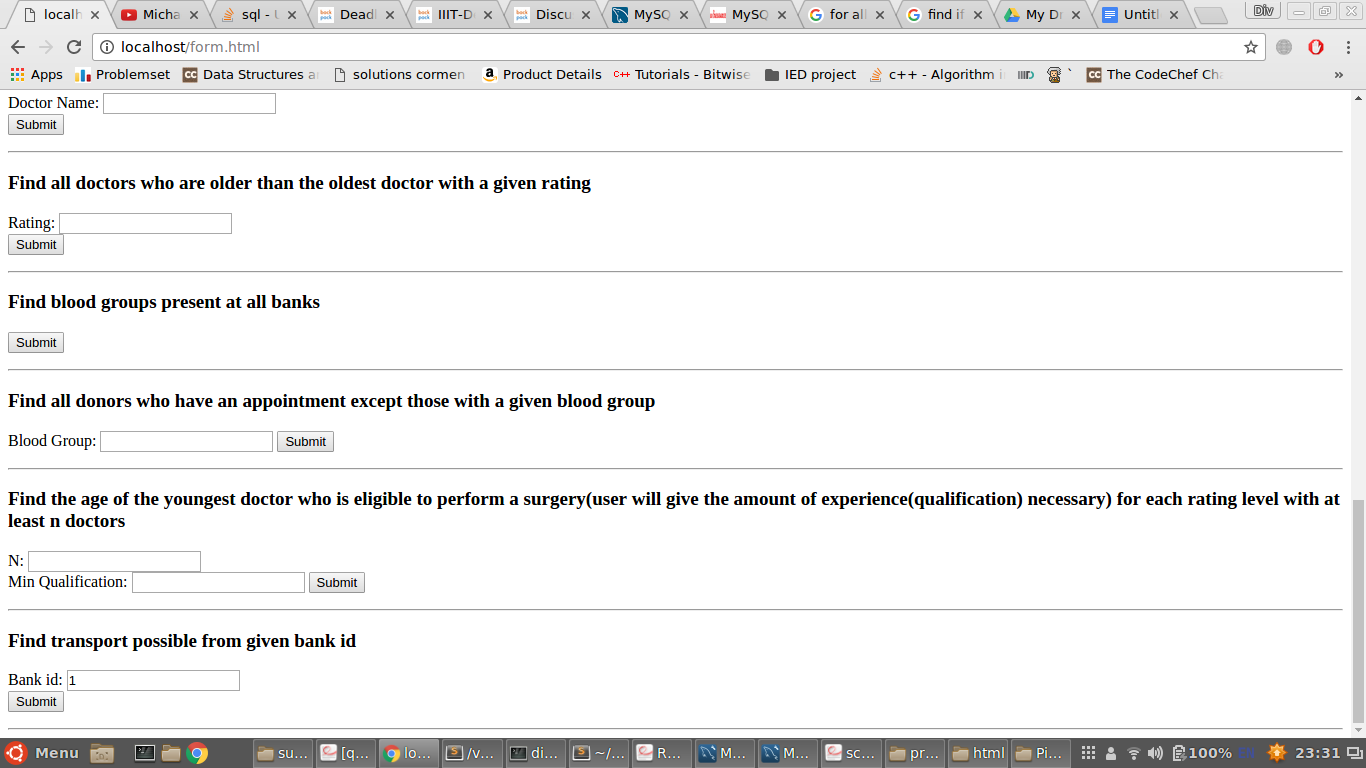 localh
Micha
sql - U
Deadl
IIIT-D
Discu
MySQ
MySQ
for all
find if
My Dr
Untitl
Div
localhost/form.html
Apps
Problemset
Data Structures a
solutions cormen
Product Details
Tutorials - Bitwise
IED project
c++ - Algorithm i
The CodeChef Cha
»
Doctor Name:
Submit
Find all doctors who are older than the oldest doctor with a given rating
Rating:
Submit
Find blood groups present at all banks
Submit
Find all donors who have an appointment except those with a given blood group
Blood Group: Submit
Find the age of the youngest doctor who is eligible to perform a surgery(user will give the amount of experience(qualification) necessary) for each rating level with at
least n doctors
N:
Min Qualification: Submit
Find transport possible from given bank id
Bank id: 1
Submit
Menu
su...
[q...
lo...
/v...
di...
~/...
R...
M...
M...
sc...
pr...
html
Pi...
100%
23:31